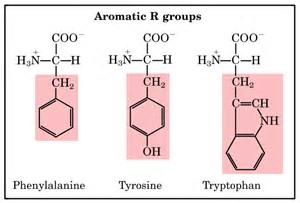 Aromatic R groups
COO⁻ COO⁻ COO⁻
H₃N⁺—C—H H₃N⁺—C—H H₃N⁺—C—H
CH₂ CH₂ CH₂
C=CH
NH
OH
Phenylalanine Tyrosine Tryptophan